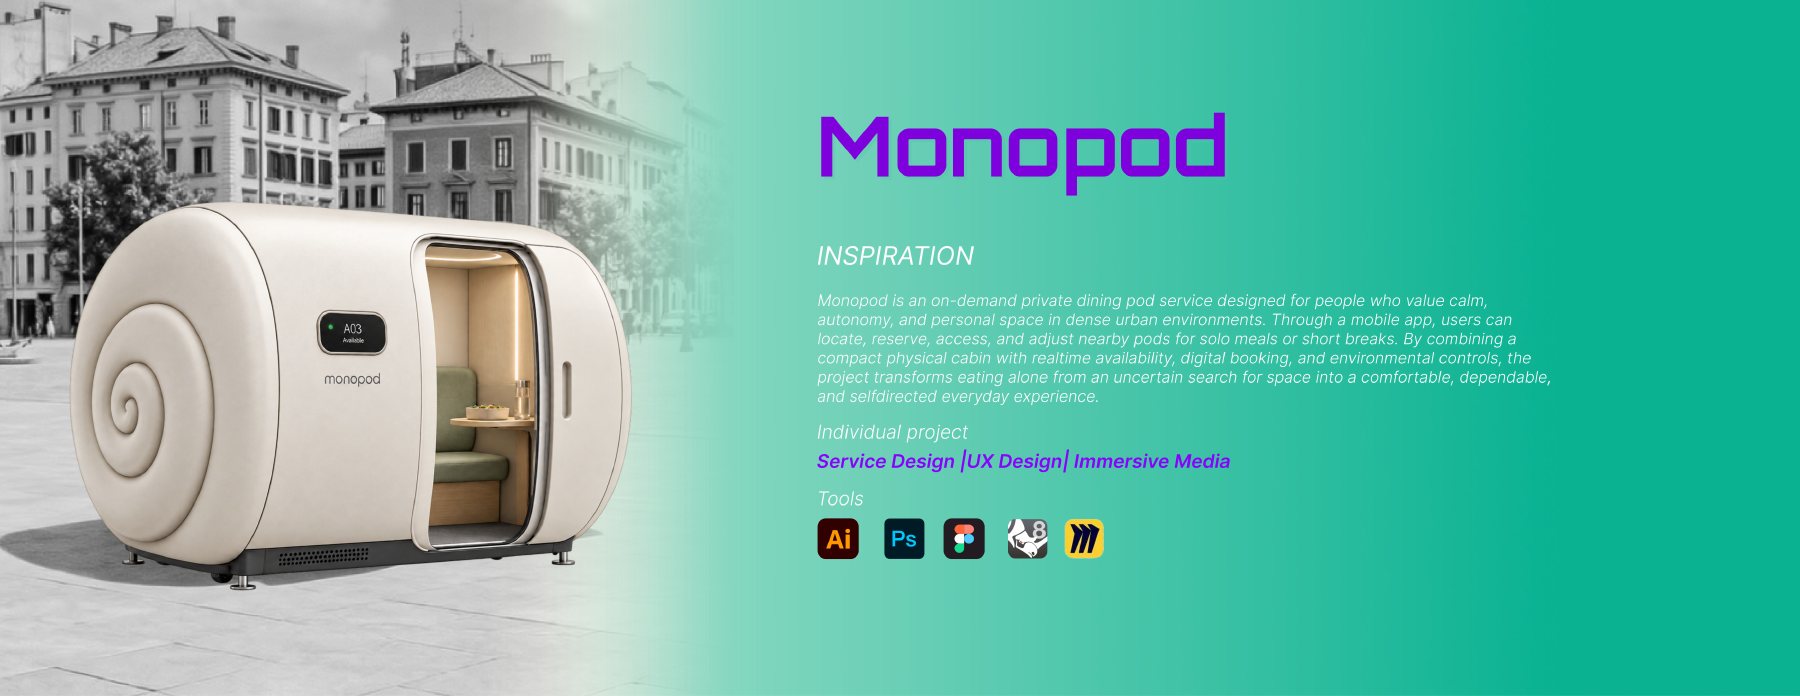 Monopod
INSPIRATION
Monopod is an on-demand private dining pod service designed for people who value calm,
autonomy, and personal space in dense urban environments. Through a mobile app, users can
locate, reserve, access, and adjust nearby pods for solo meals or short breaks. By combining a
compact physical cabin with realtime availability, digital booking, and environmental controls, the
project transforms eating alone from an uncertain search for space into a comfortable, dependable,
and selfdirected everyday experience.
Individual project
Service Design |UX Design| Immersive Media
Tools
Ai
Ps
8
A03
Available
monopod